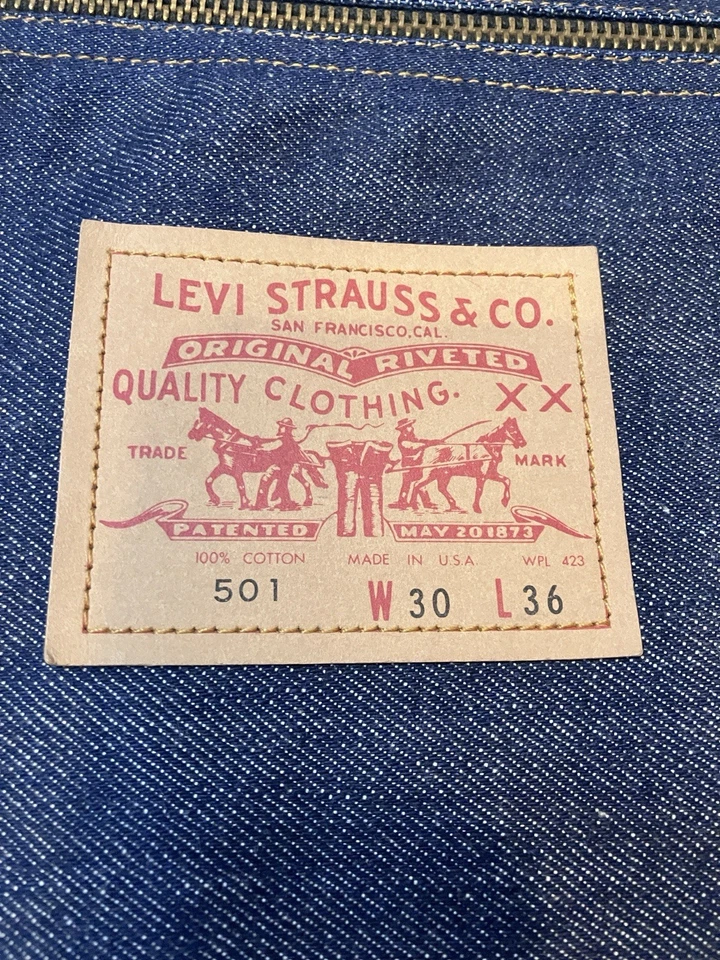 LEVI STRAUSS & CO.
SAN FRANCISCO, CAL.
ORIGINAL RIVETED
QUALITY CLOTHING. XX
TRADE MARK
PATENTED MAY 20 1873
100% COTTON MADE IN U.S.A. WPL 423
501 W 30 L 36